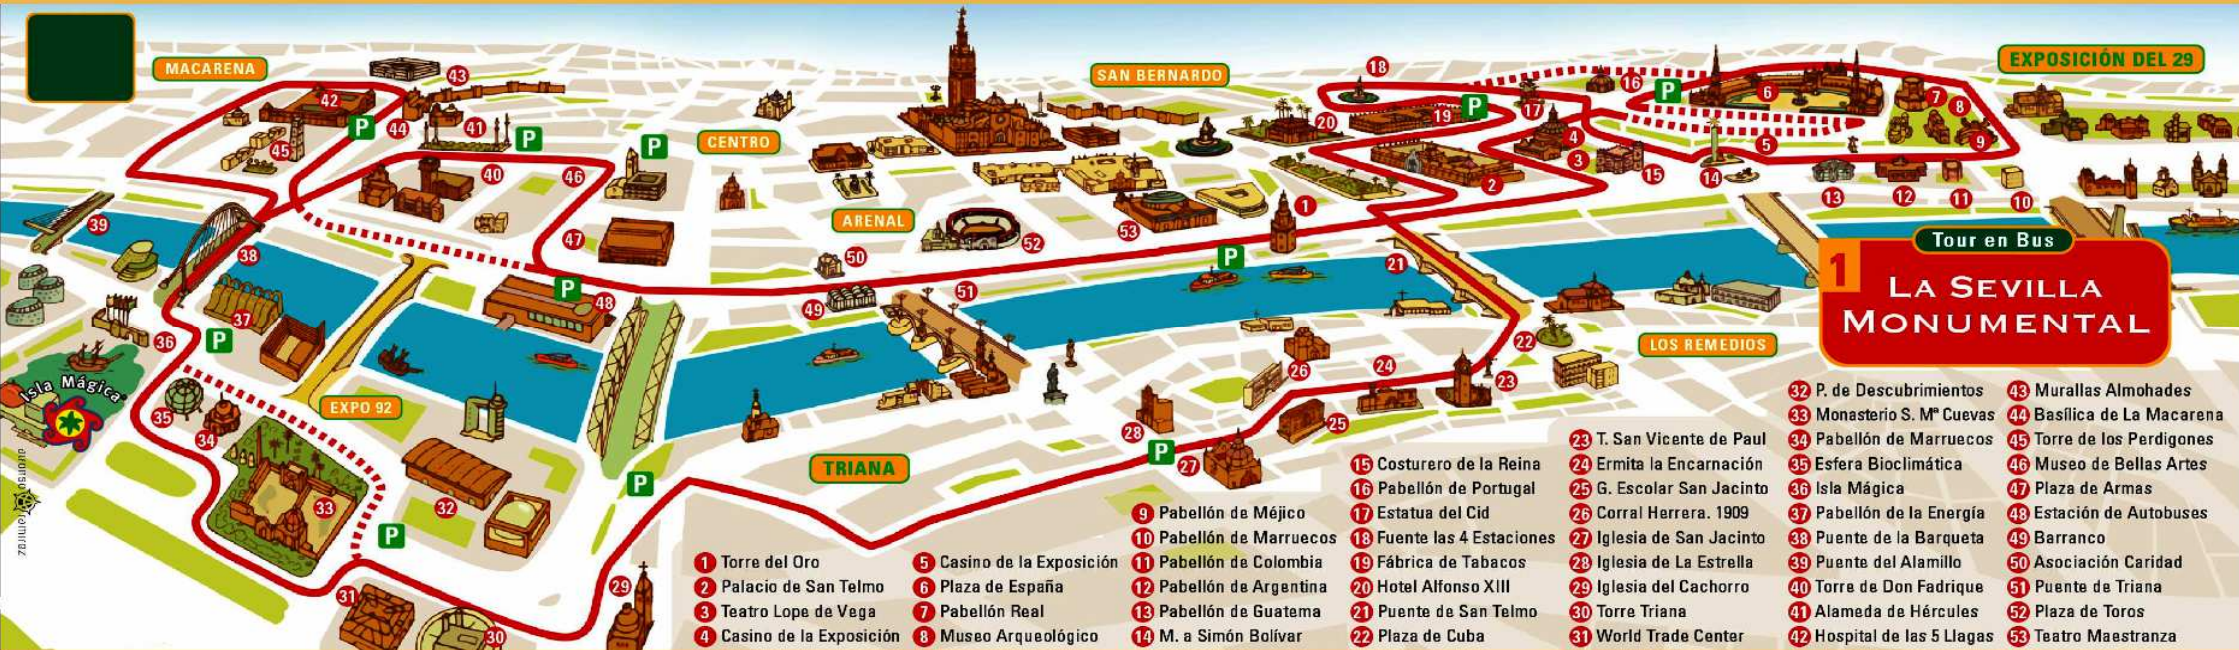 MACARENA
SAN BERNARDO
EXPOSICIÓN DEL 29
CENTRO
ARENAL
EXPO 92
TRIANA
LOS REMEDIOS
Isla Mágica
Tour en Bus
1
LA SEVILLA
MONUMENTAL
1 Torre del Oro
2 Palacio de San Telmo
3 Teatro Lope de Vega
4 Casino de la Exposición
5 Casino de la Exposición
6 Plaza de España
7 Pabellón Real
8 Museo Arqueológico
9 Pabellón de Méjico
10 Pabellón de Marruecos
11 Pabellón de Colombia
12 Pabellón de Argentina
13 Pabellón de Guatema
14 M. a Simón Bolívar
15 Costurero de la Reina
16 Pabellón de Portugal
17 Estatua del Cid
18 Fuente las 4 Estaciones
19 Fábrica de Tabacos
20 Hotel Alfonso XIII
21 Puente de San Telmo
22 Plaza de Cuba
23 T. San Vicente de Paul
24 Ermita la Encarnación
25 G. Escolar San Jacinto
26 Corral Herrera. 1909
27 Iglesia de San Jacinto
28 Iglesia de La Estrella
29 Iglesia del Cachorro
30 Torre Triana
31 World Trade Center
32 P. de Descubrimientos
33 Monasterio S. Mª Cuevas
34 Pabellón de Marruecos
35 Esfera Bioclimática
36 Isla Mágica
37 Pabellón de la Energía
38 Puente de la Barqueta
39 Puente del Alamillo
40 Torre de Don Fadrique
41 Alameda de Hércules
42 Hospital de las 5 Llagas
43 Murallas Almohades
44 Basílica de La Macarena
45 Torre de los Perdigones
46 Museo de Bellas Artes
47 Plaza de Armas
48 Estación de Autobuses
49 Barranco
50 Asociación Caridad
51 Puente de Triana
52 Plaza de Toros
53 Teatro Maestranza